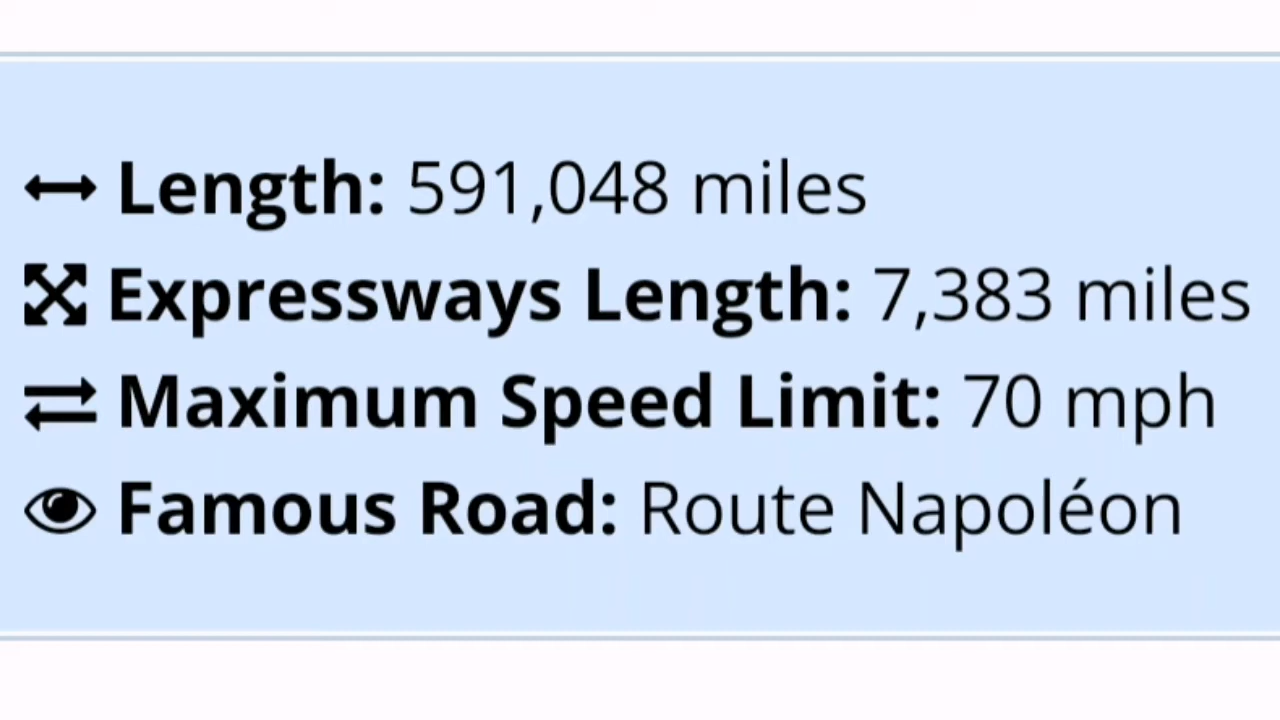 Length: 591,048 miles
Expressways Length: 7,383 miles
Maximum Speed Limit: 70 mph
Famous Road: Route Napoléon